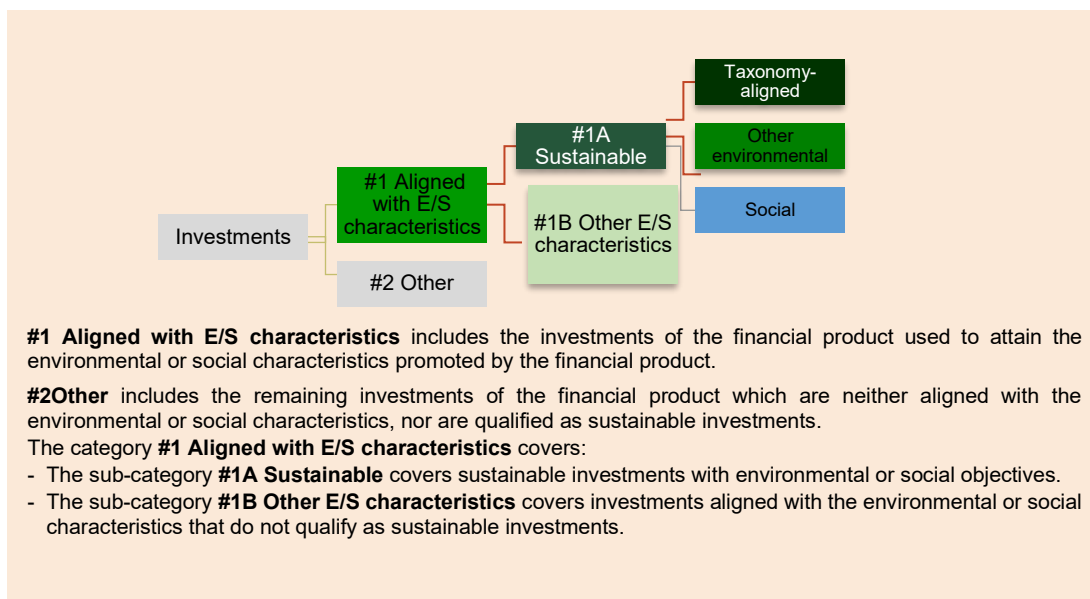 Taxonomy-
aligned
#1A
Sustainable
Other
environmental
#1 Aligned
with E/S
characteristics
Social
#1B Other E/S
characteristics
Investments
#2 Other
#1 Aligned with E/S characteristics includes the investments of the financial product used to attain the
environmental or social characteristics promoted by the financial product.
#2Other includes the remaining investments of the financial product which are neither aligned with the
environmental or social characteristics, nor are qualified as sustainable investments.
The category #1 Aligned with E/S characteristics covers:
- The sub-category #1A Sustainable covers sustainable investments with environmental or social objectives.
- The sub-category #1B Other E/S characteristics covers investments aligned with the environmental or social
characteristics that do not qualify as sustainable investments.